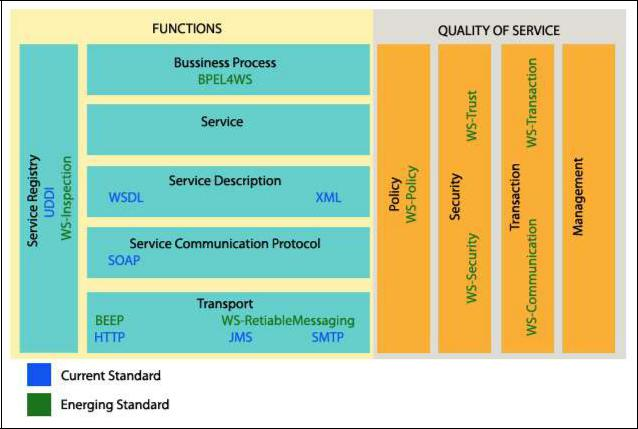 FUNCTIONS
QUALITY OF SERVICE
Service Registry
UDDI
WS-Inspection
Bussiness Process
BPEL4WS
Service
Service Description
WSDL XML
Service Communication Protocol
SOAP
Transport
BEEP WS-RetiableMessaging
HTTP JMS SMTP
Policy
WS-Policy
Security
WS-Trust
WS-Security
Transaction
WS-Transaction
WS-Communication
Management
Current Standard
Energing Standard